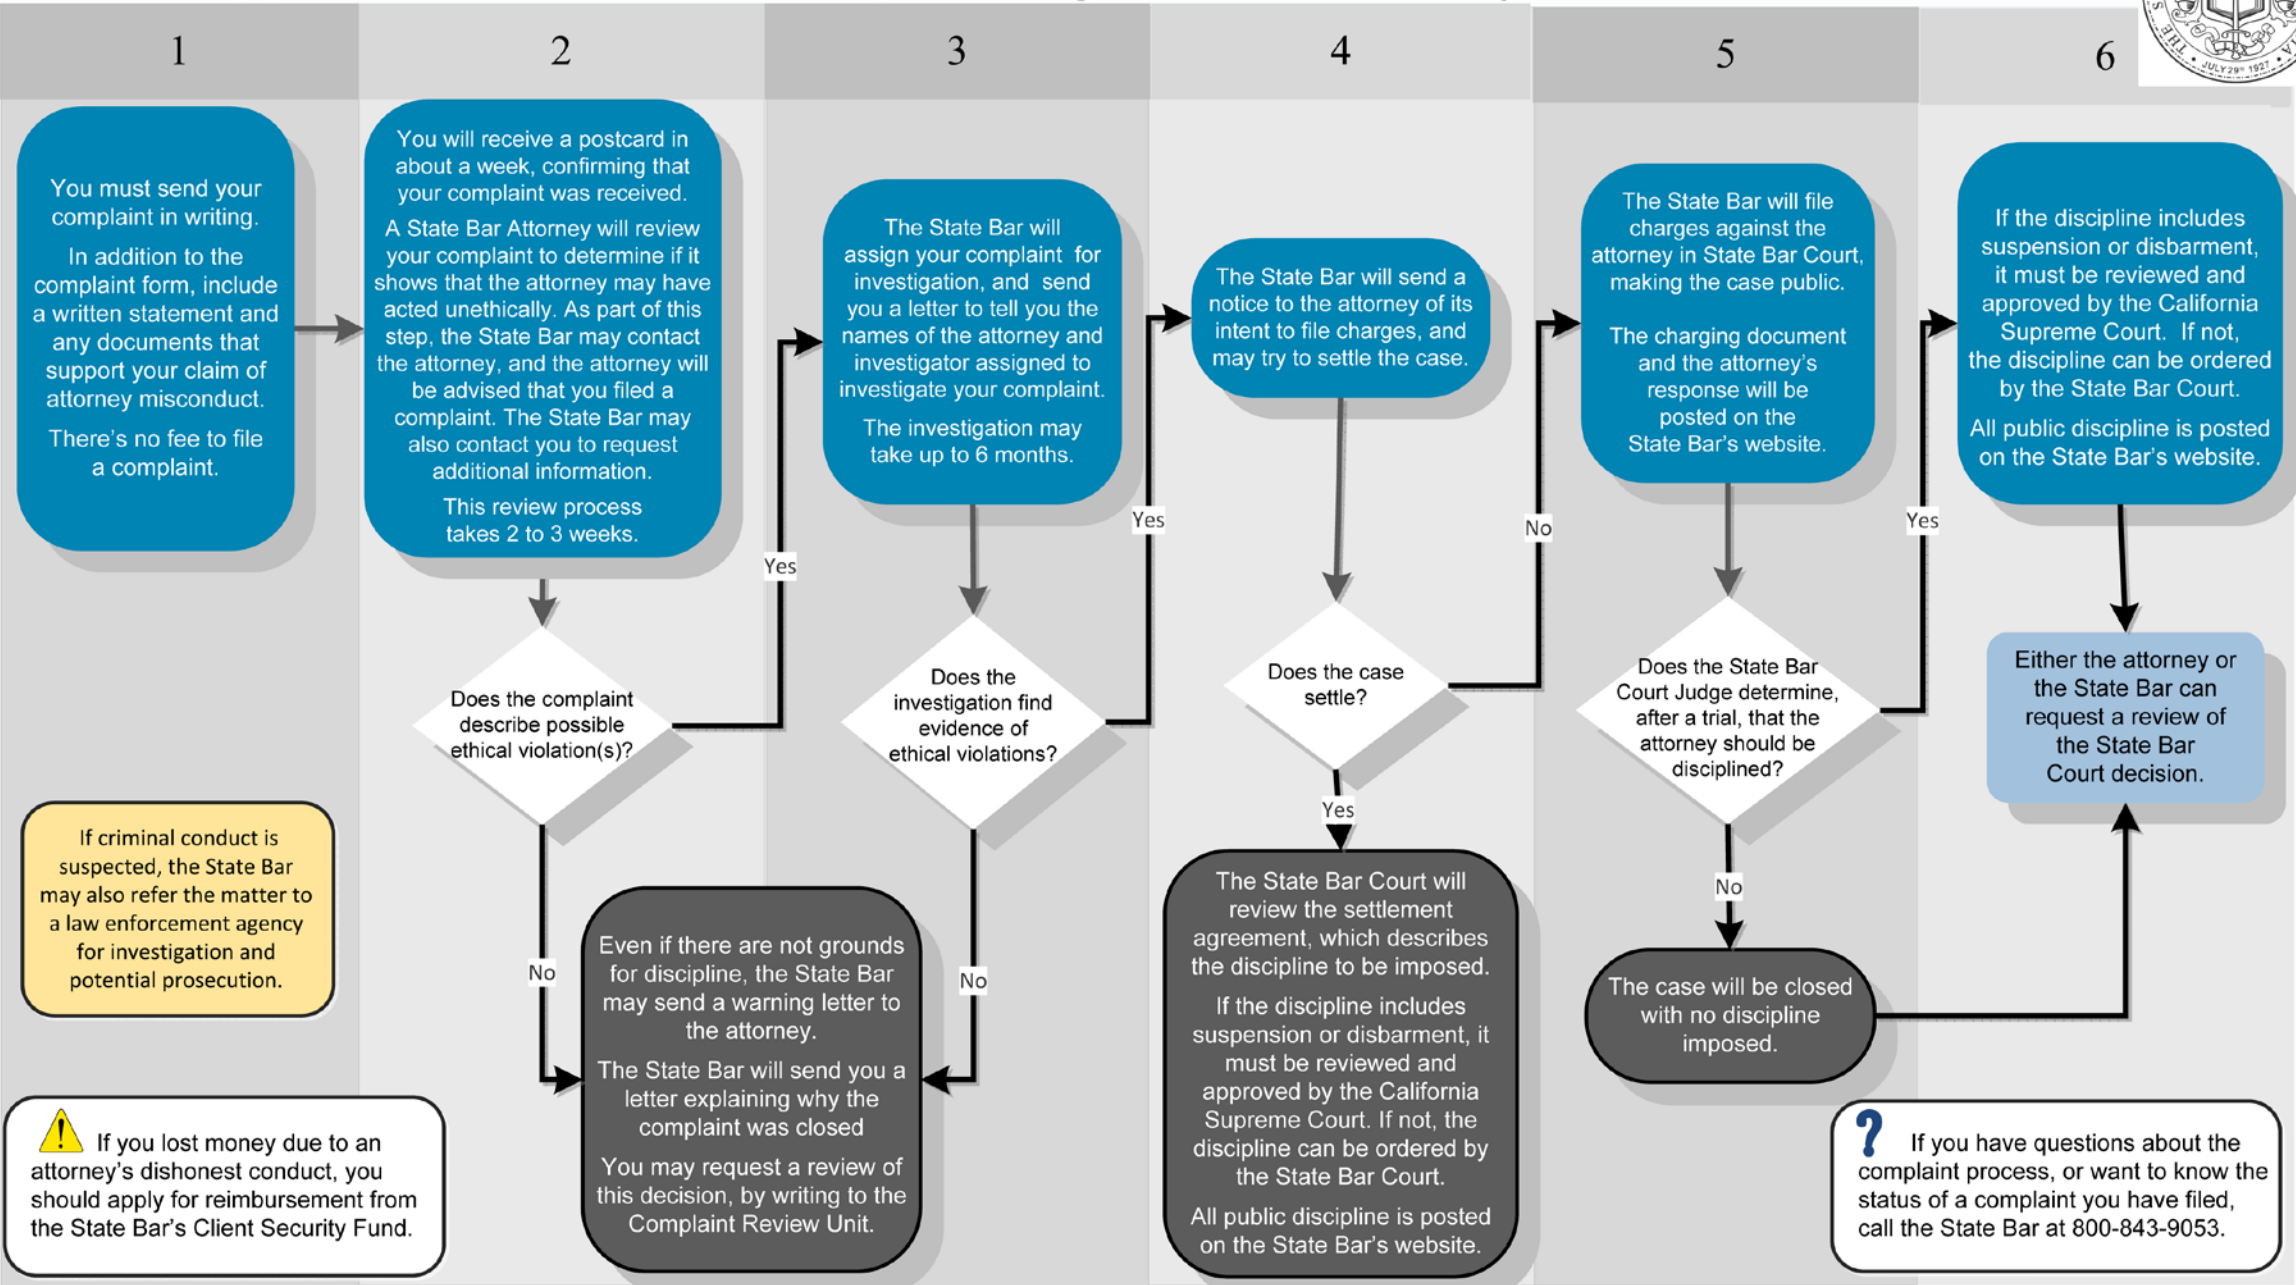 1
2
3
4
5
6
THE S
IA
JULY 29TH 1927
You must send your
complaint in writing.
In addition to the
complaint form, include
a written statement and
any documents that
support your claim of
attorney misconduct.
There's no fee to file
a complaint.
You will receive a postcard in
about a week, confirming that
your complaint was received.
A State Bar Attorney will review
your complaint to determine if it
shows that the attorney may have
acted unethically. As part of this
step, the State Bar may contact
the attorney, and the attorney will
be advised that you filed a
complaint. The State Bar may
also contact you to request
additional information.
This review process
takes 2 to 3 weeks.
Yes
The State Bar will
assign your complaint for
investigation, and send
you a letter to tell you the
names of the attorney and
investigator assigned to
investigate your complaint.
The investigation may
take up to 6 months.
Yes
The State Bar will send a
notice to the attorney of its
intent to file charges, and
may try to settle the case.
No
The State Bar will file
charges against the
attorney in State Bar Court,
making the case public.
The charging document
and the attorney's
response will be
posted on the
State Bar's website.
Yes
If the discipline includes
suspension or disbarment,
it must be reviewed and
approved by the California
Supreme Court. If not,
the discipline can be ordered
by the State Bar Court.
All public discipline is posted
on the State Bar's website.
Does the complaint
describe possible
ethical violation(s)?
Does the
investigation find
evidence of
ethical violations?
Does the case
settle?
Does the State Bar
Court Judge determine,
after a trial, that the
attorney should be
disciplined?
Either the attorney or
the State Bar can
request a review of
the State Bar
Court decision.
If criminal conduct is
suspected, the State Bar
may also refer the matter to
a law enforcement agency
for investigation and
potential prosecution.
No
Even if there are not grounds
for discipline, the State Bar
may send a warning letter to
the attorney.
The State Bar will send you a
letter explaining why the
complaint was closed
You may request a review of
this decision, by writing to the
Complaint Review Unit.
No
Yes
The State Bar Court will
review the settlement
agreement, which describes
the discipline to be imposed.
If the discipline includes
suspension or disbarment, it
must be reviewed and
approved by the California
Supreme Court. If not, the
discipline can be ordered by
the State Bar Court.
All public discipline is posted
on the State Bar's website.
No
The case will be closed
with no discipline
imposed.
! If you lost money due to an
attorney's dishonest conduct, you
should apply for reimbursement from
the State Bar's Client Security Fund.
? If you have questions about the
complaint process, or want to know the
status of a complaint you have filed,
call the State Bar at 800-843-9053.